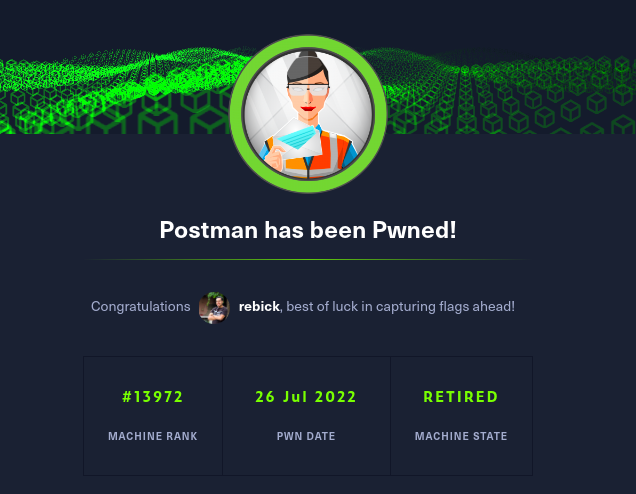 Postman has been Pwned!
Congratulations rebick, best of luck in capturing flags ahead!
#13972 26 Jul 2022 RETIRED
MACHINE RANK PWN DATE MACHINE STATE